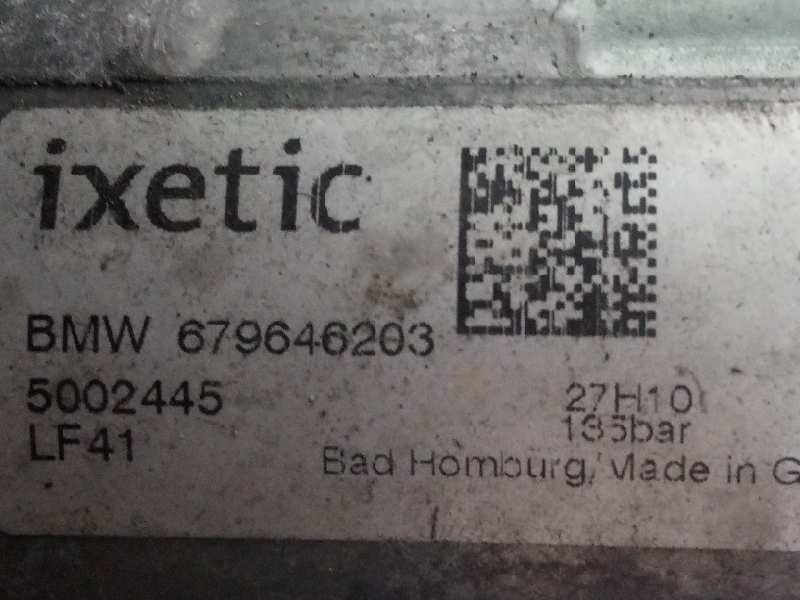 ixetic
BMW 679646203
5002445
27H10
LF41
135bar
Bad Homburg, Made in G